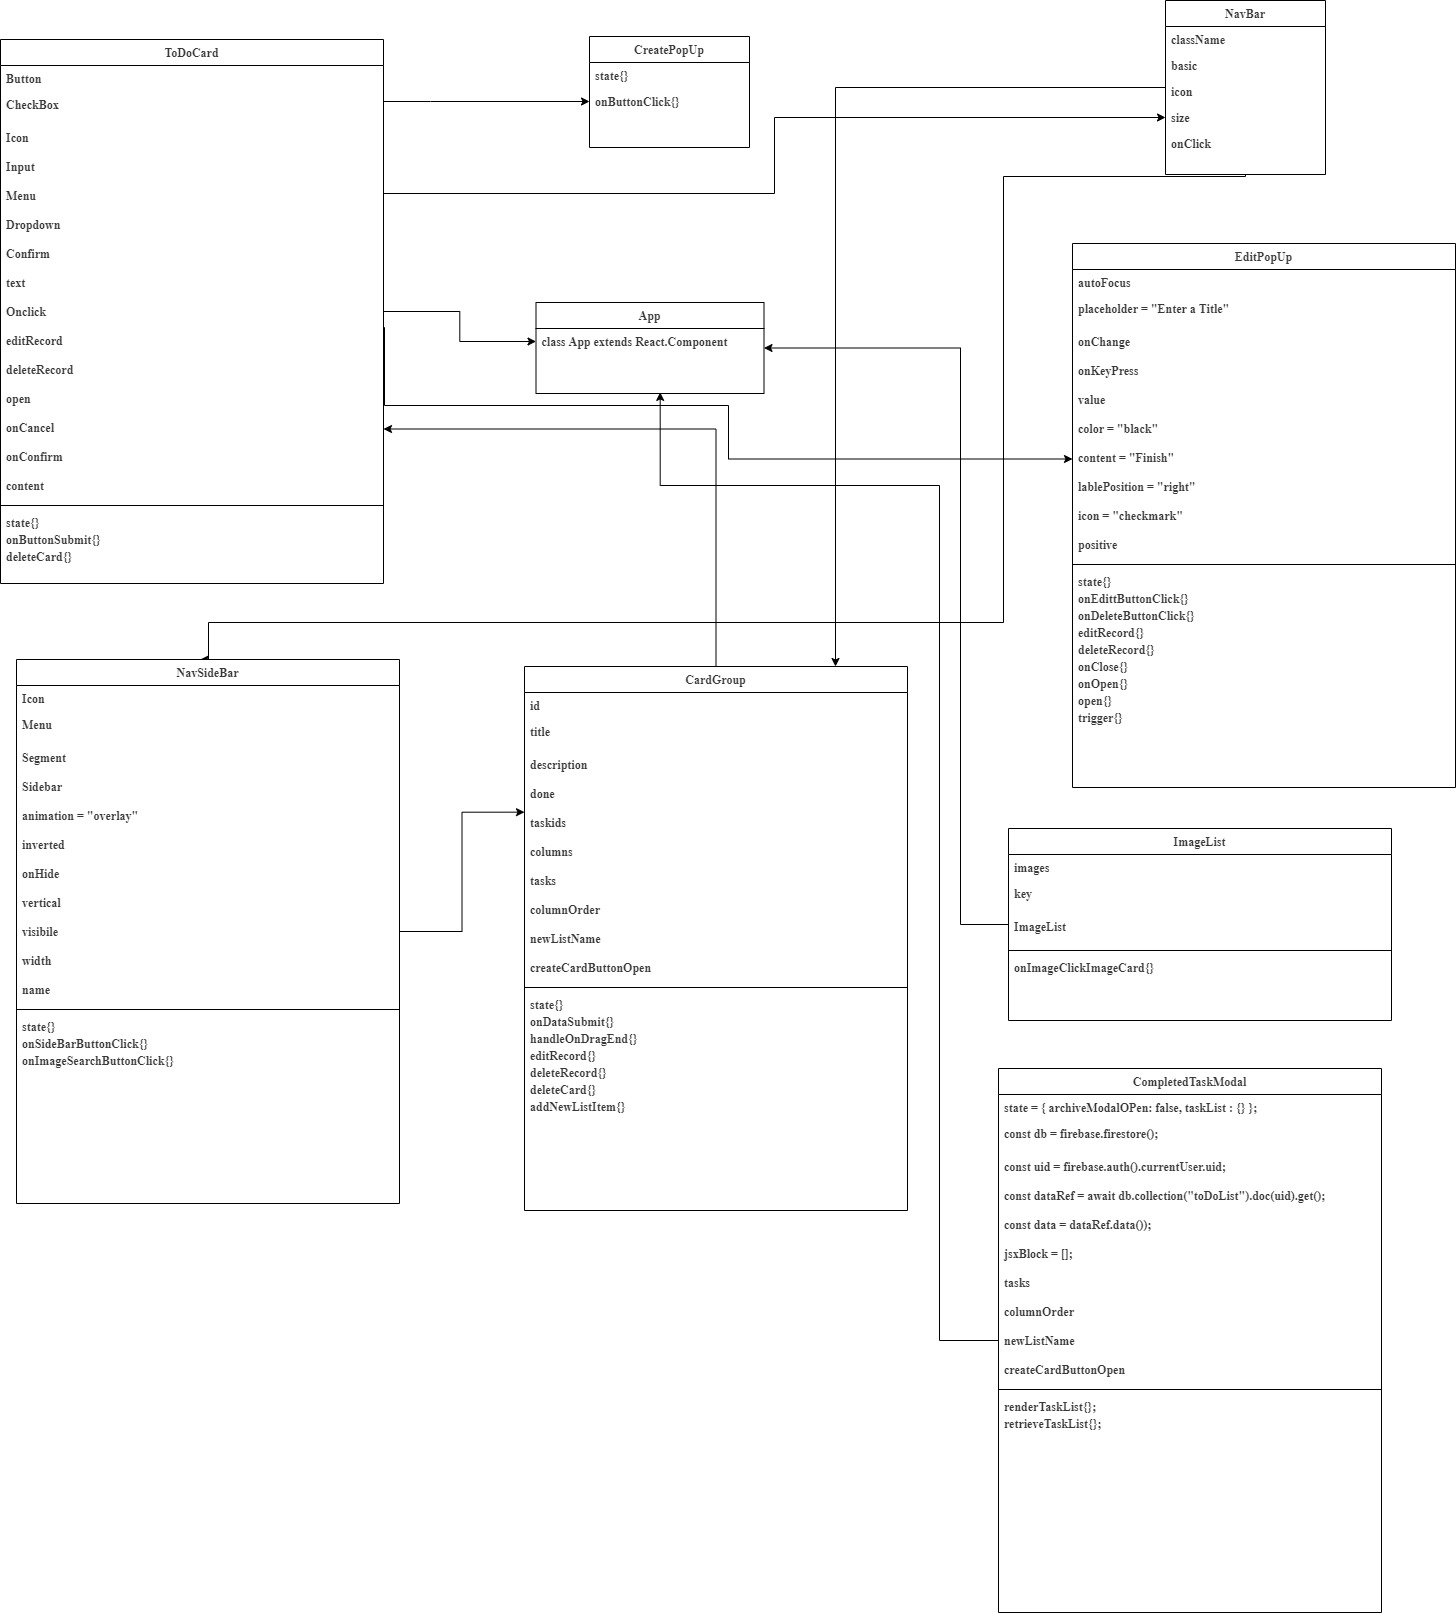 ToDoCard
Button
CheckBox
Icon
Input
Menu
Dropdown
Confirm
text
Onclick
editRecord
deleteRecord
open
onCancel
onConfirm
content
state{}
onButtonSubmit{}
deleteCard{}
CreatePopUp
state{}
onButtonClick{}
NavBar
className
basic
icon
size
onClick
App
class App extends React.Component
EditPopUp
autoFocus
placeholder = "Enter a Title"
onChange
onKeyPress
value
color = "black"
content = "Finish"
lablePosition = "right"
icon = "checkmark"
positive
state{}
onEdittButtonClick{}
onDeleteButtonClick{}
editRecord{}
deleteRecord{}
onClose{}
onOpen{}
open{}
trigger{}
NavSideBar
Icon
Menu
Segment
Sidebar
animation = "overlay"
inverted
onHide
vertical
visibile
width
name
state{}
onSideBarButtonClick{}
onImageSearchButtonClick{}
CardGroup
id
title
description
done
taskids
columns
tasks
columnOrder
newListName
createCardButtonOpen
state{}
onDataSubmit{}
handleOnDragEnd{}
editRecord{}
deleteRecord{}
deleteCard{}
addNewListItem{}
ImageList
images
key
ImageList
onImageClickImageCard{}
CompletedTaskModal
state = { archiveModalOPen: false, taskList : {} };
const db = firebase.firestore();
const uid = firebase.auth().currentUser.uid;
const dataRef = await db.collection("toDoList").doc(uid).get();
const data = dataRef.data());
jsxBlock = [];
tasks
columnOrder
newListName
createCardButtonOpen
renderTaskList{};
retrieveTaskList{};